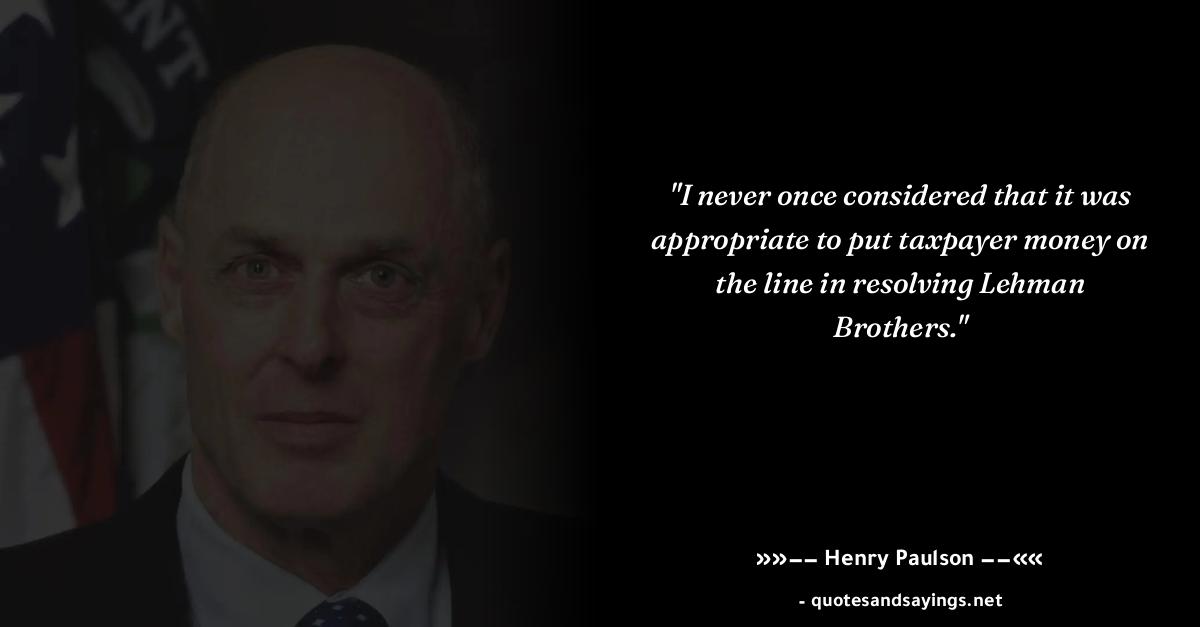 ENT
"I never once considered that it was
appropriate to put taxpayer money on
the line in resolving Lehman
Brothers."
»»−− Henry Paulson −−««
- quotesandsayings.net